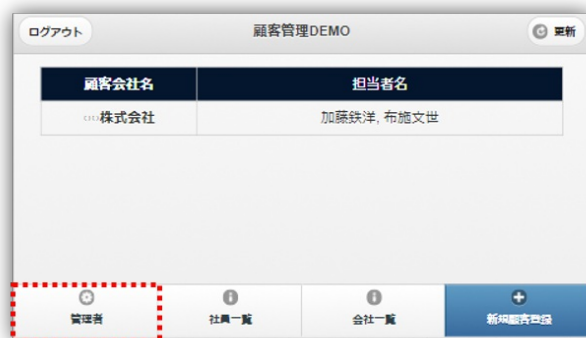 ログアウト
顧客管理DEMO
更新
顧客会社名
担当者名
○○株式会社
加藤鉄洋, 布施文世
管理者
社員一覧
会社一覧
新規顧客登録